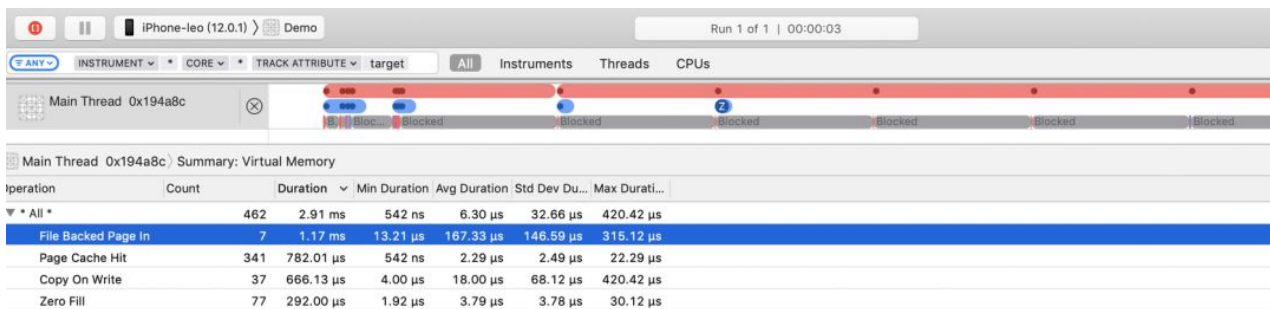 iPhone-leo (12.0.1) 〉 Demo Run 1 of 1 | 00:00:03
ANY INSTRUMENT * CORE * TRACK ATTRIBUTE target All Instruments Threads CPUs
Main Thread 0x194a8c
Z
B. Bloc... Blocked Blocked Blocked Blocked Blocked Blocked
Main Thread 0x194a8c 〉 Summary: Virtual Memory
Operation Count Duration Min Duration Avg Duration Std Dev Du... Max Durati...
* All * 462 2.91 ms 542 ns 6.30 µs 32.66 µs 420.42 µs
File Backed Page In 7 1.17 ms 13.21 µs 167.33 µs 146.59 µs 315.12 µs
Page Cache Hit 341 782.01 µs 542 ns 2.29 µs 2.49 µs 22.29 µs
Copy On Write 37 666.13 µs 4.00 µs 18.00 µs 68.12 µs 420.42 µs
Zero Fill 77 292.00 µs 1.92 µs 3.79 µs 3.78 µs 30.12 µs